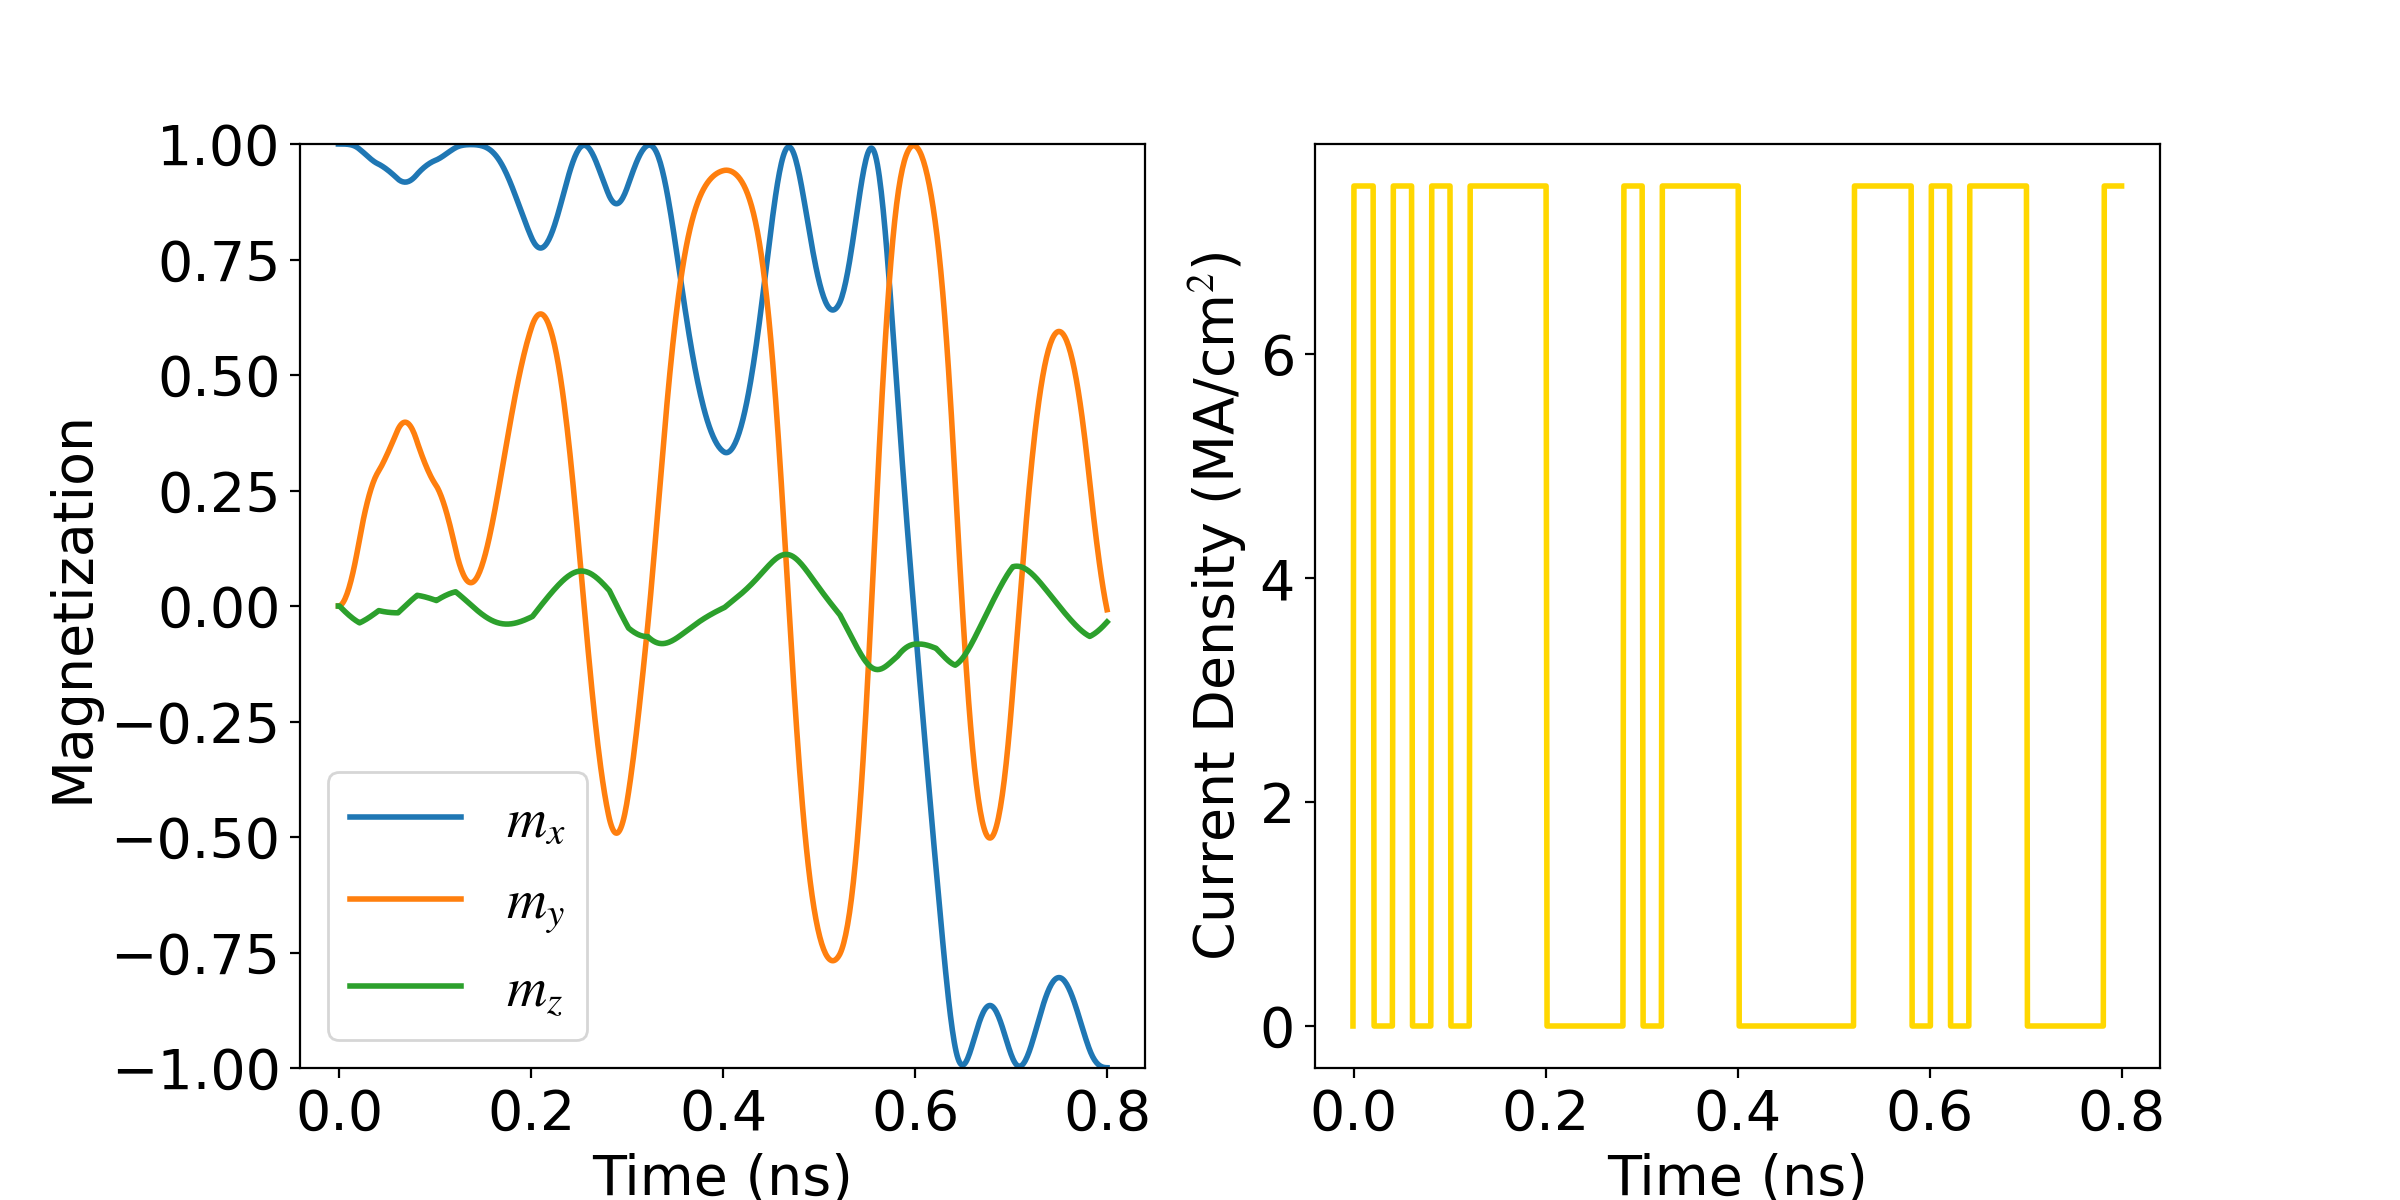 Magnetization
1.00
0.75
0.50
0.25
0.00
−0.25
−0.50
−0.75
−1.00
m_x
m_y
m_z
0.0 0.2 0.4 0.6 0.8
Time (ns)
Current Density (MA/cm²)
6
4
2
0
0.0 0.2 0.4 0.6 0.8
Time (ns)